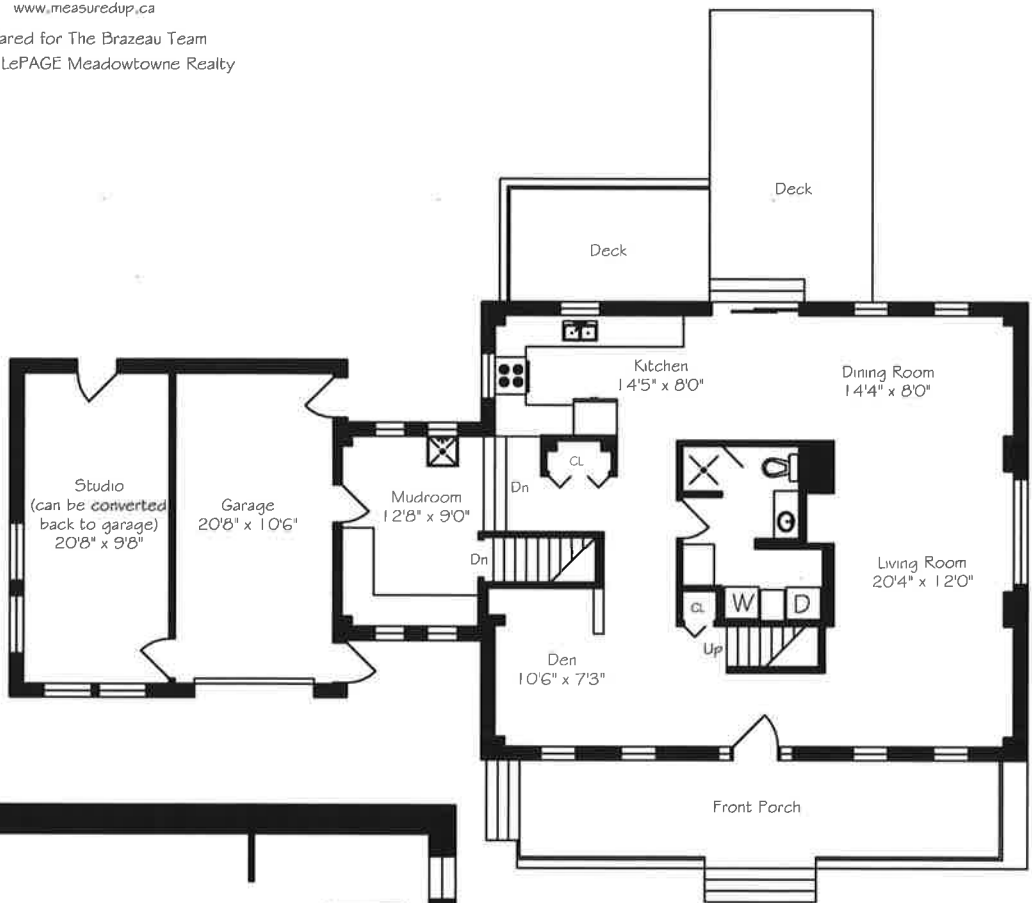 www.measuredup.ca
ared for The Brazeau Team
LePAGE Meadowtowne Realty
Deck
Deck
Kitchen
14'5" x 8'0"
Dining Room
14'4" x 8'0"
Studio
(can be converted
back to garage)
20'8" x 9'8"
Garage
20'8" x 10'6"
Mudroom
12'8" x 9'0"
Dn
CL
Dn
Living Room
20'4" x 12'0"
CL
W
D
Up
Den
10'6" x 7'3"
Front Porch